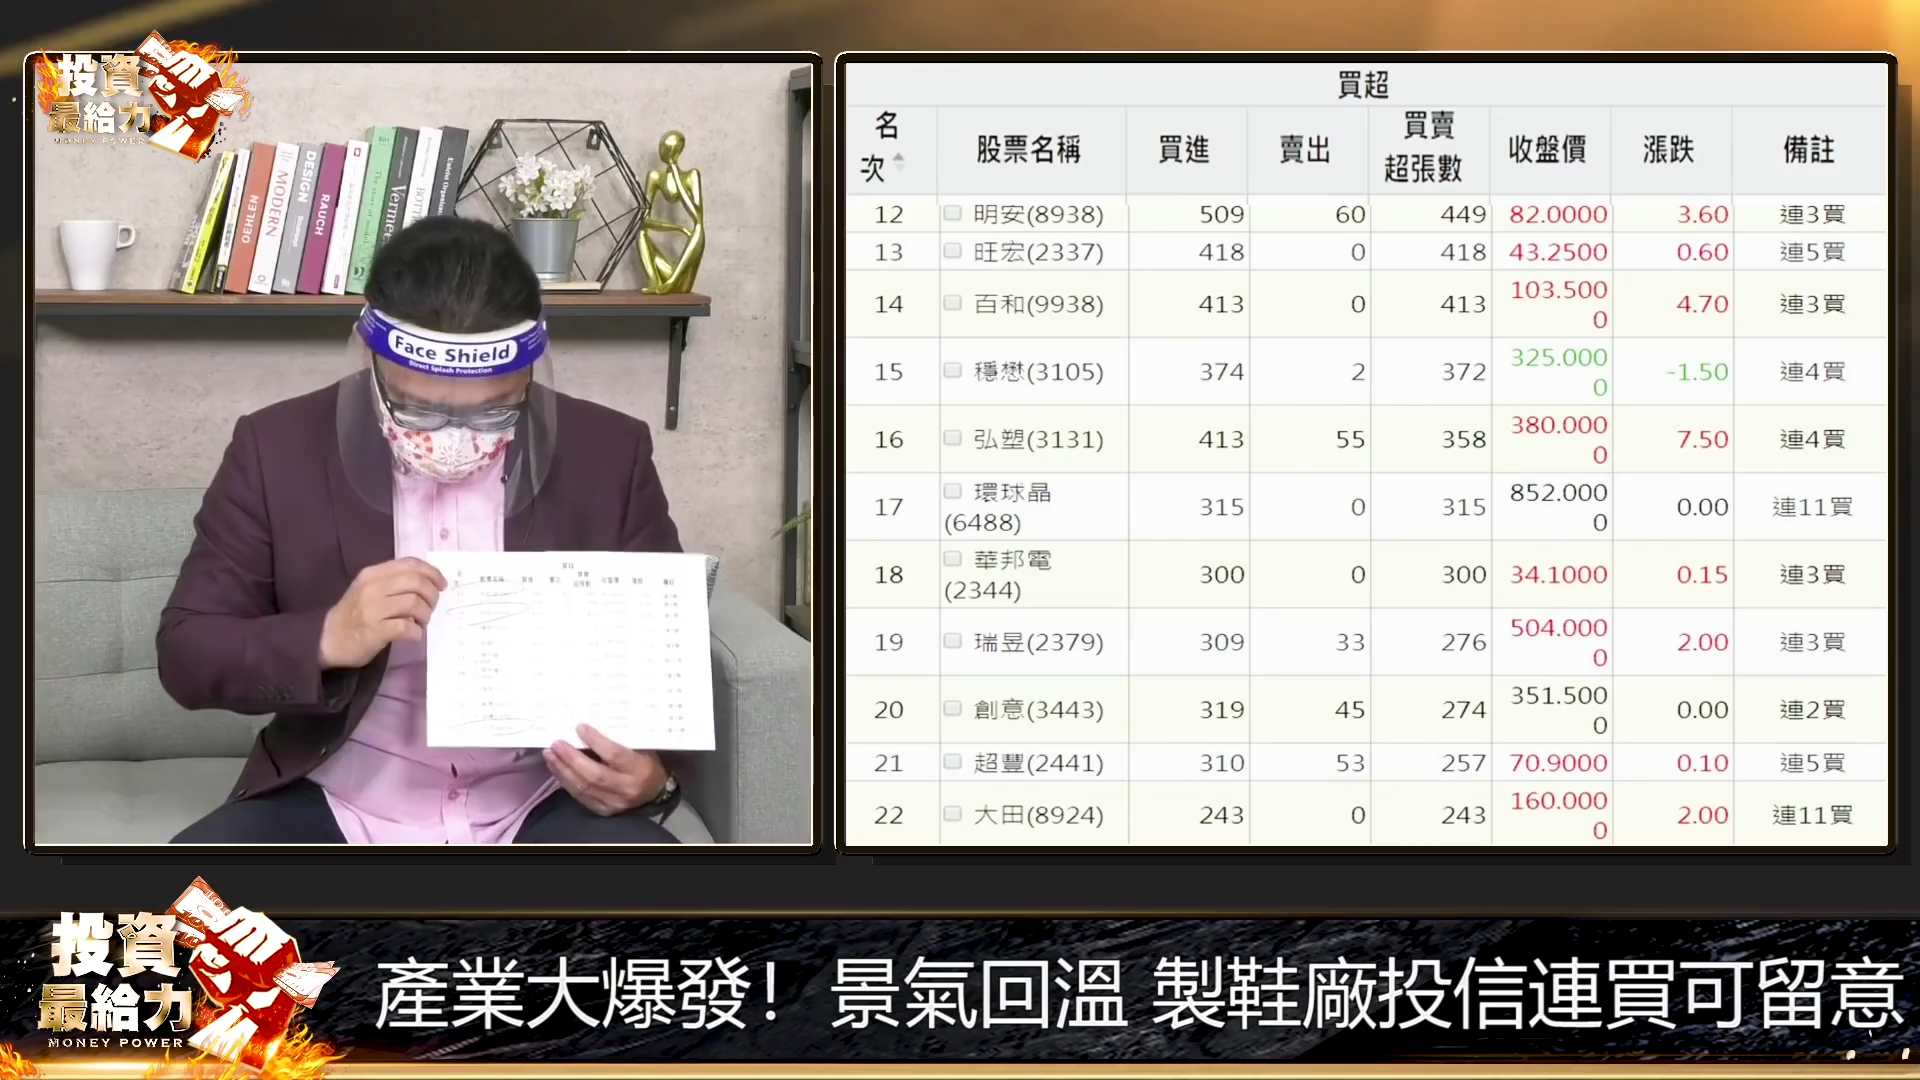 投資
最給力
MONEY POWER
OEHLEN
MODERN
DESIGN
RAUCH
Vermeer
Face Shield
Direct Splash Protection
買超
名次 股票名稱 買進 賣出 買賣超張數 收盤價 漲跌 備註
12 明安(8938) 509 60 449 82.0000 3.60 連3買
13 旺宏(2337) 418 0 418 43.2500 0.60 連5買
14 百和(9938) 413 0 413 103.5000 4.70 連3買
15 穩懋(3105) 374 2 372 325.0000 -1.50 連4買
16 弘塑(3131) 413 55 358 380.0000 7.50 連4買
17 環球晶(6488) 315 0 315 852.0000 0.00 連11買
18 華邦電(2344) 300 0 300 34.1000 0.15 連3買
19 瑞昱(2379) 309 33 276 504.0000 2.00 連3買
20 創意(3443) 319 45 274 351.5000 0.00 連2買
21 超豐(2441) 310 53 257 70.9000 0.10 連5買
22 大田(8924) 243 0 243 160.0000 2.00 連11買
投資
最給力
MONEY POWER
產業大爆發！景氣回溫 製鞋廠投信連買可留意